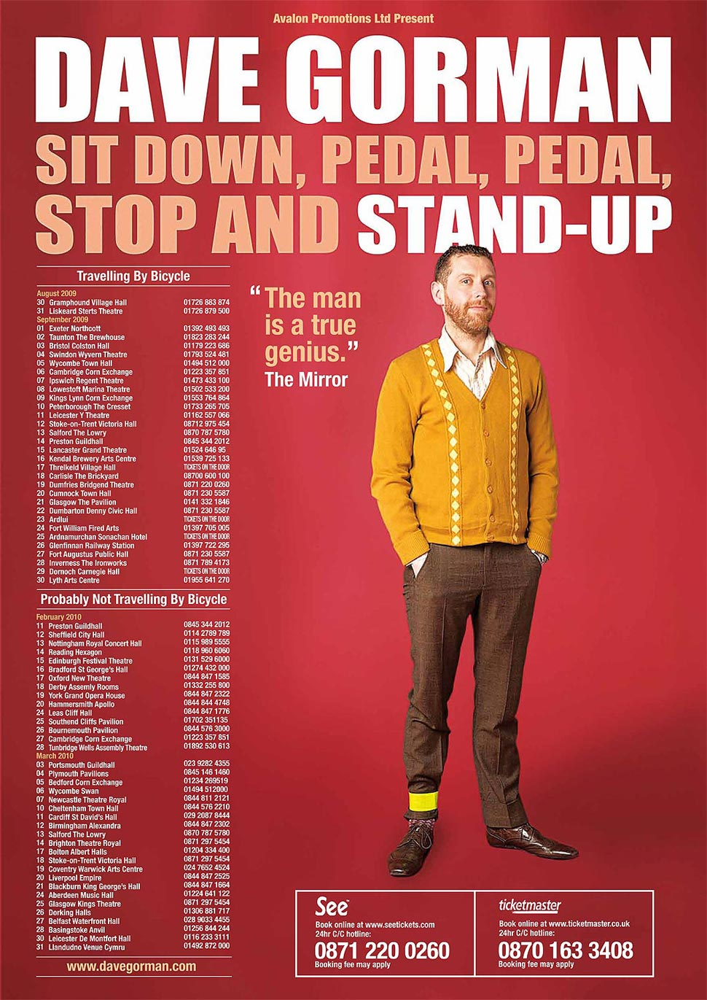 Avalon Promotions Ltd Present
DAVE GORMAN
SIT DOWN, PEDAL, PEDAL,
STOP AND STAND-UP
Travelling By Bicycle
August 2009
30 Gramphound Village Hall 01726 883 874
31 Liskeard Sterts Theatre 01726 879 500
September 2009
01 Exeter Northcott 01392 493 493
02 Taunton The Brewhouse 01823 283 244
03 Bristol Colston Hall 01179 223 686
04 Swindon Wyvern Theatre 01793 524 481
05 Wycombe Town Hall 01494 512 000
06 Cambridge Corn Exchange 01223 357 851
07 Ipswich Regent Theatre 01473 433 100
08 Lowestoft Marina Theatre 01502 533 200
09 Kings Lynn Corn Exchange 01553 764 864
10 Peterborough The Cresset 01733 265 705
11 Leicester Y Theatre 01162 557 066
12 Stoke-on-Trent Victoria Hall 08712 975 454
13 Salford The Lowry 0870 787 5780
14 Preston Guildhall 0845 344 2012
15 Lancaster Grand Theatre 01524 646 95
16 Kendal Brewery Arts Centre 01539 725 133
17 Threlkeld Village Hall TICKETS ON THE DOOR
18 Carlisle The Brickyard 08700 600 100
19 Dumfries Bridgend Theatre 0871 220 0260
20 Cumnock Town Hall 0871 230 5587
21 Glasgow The Pavilion 0141 332 1846
22 Dumbarton Denny Civic Hall 0871 230 5587
23 Ardlui TICKETS ON THE DOOR
24 Fort William Fired Arts 01397 705 005
25 Ardnamurchan Sonachan Hotel TICKETS ON THE DOOR
26 Glenfinnan Railway Station 01397 722 295
27 Fort Augustus Public Hall 0871 230 5587
28 Inverness The Ironworks 0871 789 4173
29 Dornoch Carnegie Hall TICKETS ON THE DOOR
30 Lyth Arts Centre 01955 641 270
Probably Not Travelling By Bicycle
February 2010
11 Preston Guildhall 0845 344 2012
12 Sheffield City Hall 0114 2789 789
13 Nottingham Royal Concert Hall 0115 989 5555
14 Reading Hexagon 0118 960 6060
15 Edinburgh Festival Theatre 0131 529 6000
16 Bradford St George's Hall 01274 432 000
17 Oxford New Theatre 0844 847 1585
18 Derby Assemly Rooms 01332 255 800
19 York Grand Opera House 0844 847 2322
20 Hammersmith Apollo 0844 844 4748
24 Leas Cliff Hall 0844 847 1776
25 Southend Cliffs Pavilion 01702 351135
26 Bournemouth Pavilion 0844 576 3000
27 Cambridge Corn Exchange 01223 357 851
28 Tunbridge Wells Assembly Theatre 01892 530 613
March 2010
03 Portsmouth Guildhall 023 9282 4355
04 Plymouth Pavilions 0845 146 1460
05 Bedford Corn Exchange 01234 269519
06 Wycombe Swan 01494 512000
07 Newcastle Theatre Royal 0844 811 2121
10 Cheltenham Town Hall 0844 576 2210
11 Cardiff St David's Hall 029 2087 8444
12 Birmingham Alexandra 0844 847 2302
13 Salford The Lowry 0870 787 5780
14 Brighton Theatre Royal 0871 297 5454
17 Bolton Albert Halls 01204 334 400
18 Stoke-on-Trent Victoria Hall 0871 297 5454
19 Coventry Warwick Arts Centre 024 7652 4524
20 Liverpool Empire 0844 847 2525
21 Blackburn King George's Hall 0844 847 1664
24 Aberdeen Music Hall 01224 641 122
25 Glasgow Kings Theatre 0871 297 5454
26 Dorking Halls 01306 881 717
27 Belfast Waterfront Hall 028 9033 4455
28 Basingstoke Anvil 01256 844 244
30 Leicester De Montfort Hall 0116 233 3111
31 Llandudno Venue Cymru 01492 872 000
www.davegorman.com
“The man
is a true
genius.”
The Mirror
See™
Book online at www.seetickets.com
24hr C/C hotline:
0871 220 0260
Booking fee may apply
ticketmaster
Book online at www.ticketmaster.co.uk
24hr C/C hotline:
0870 163 3408
Booking fee may apply